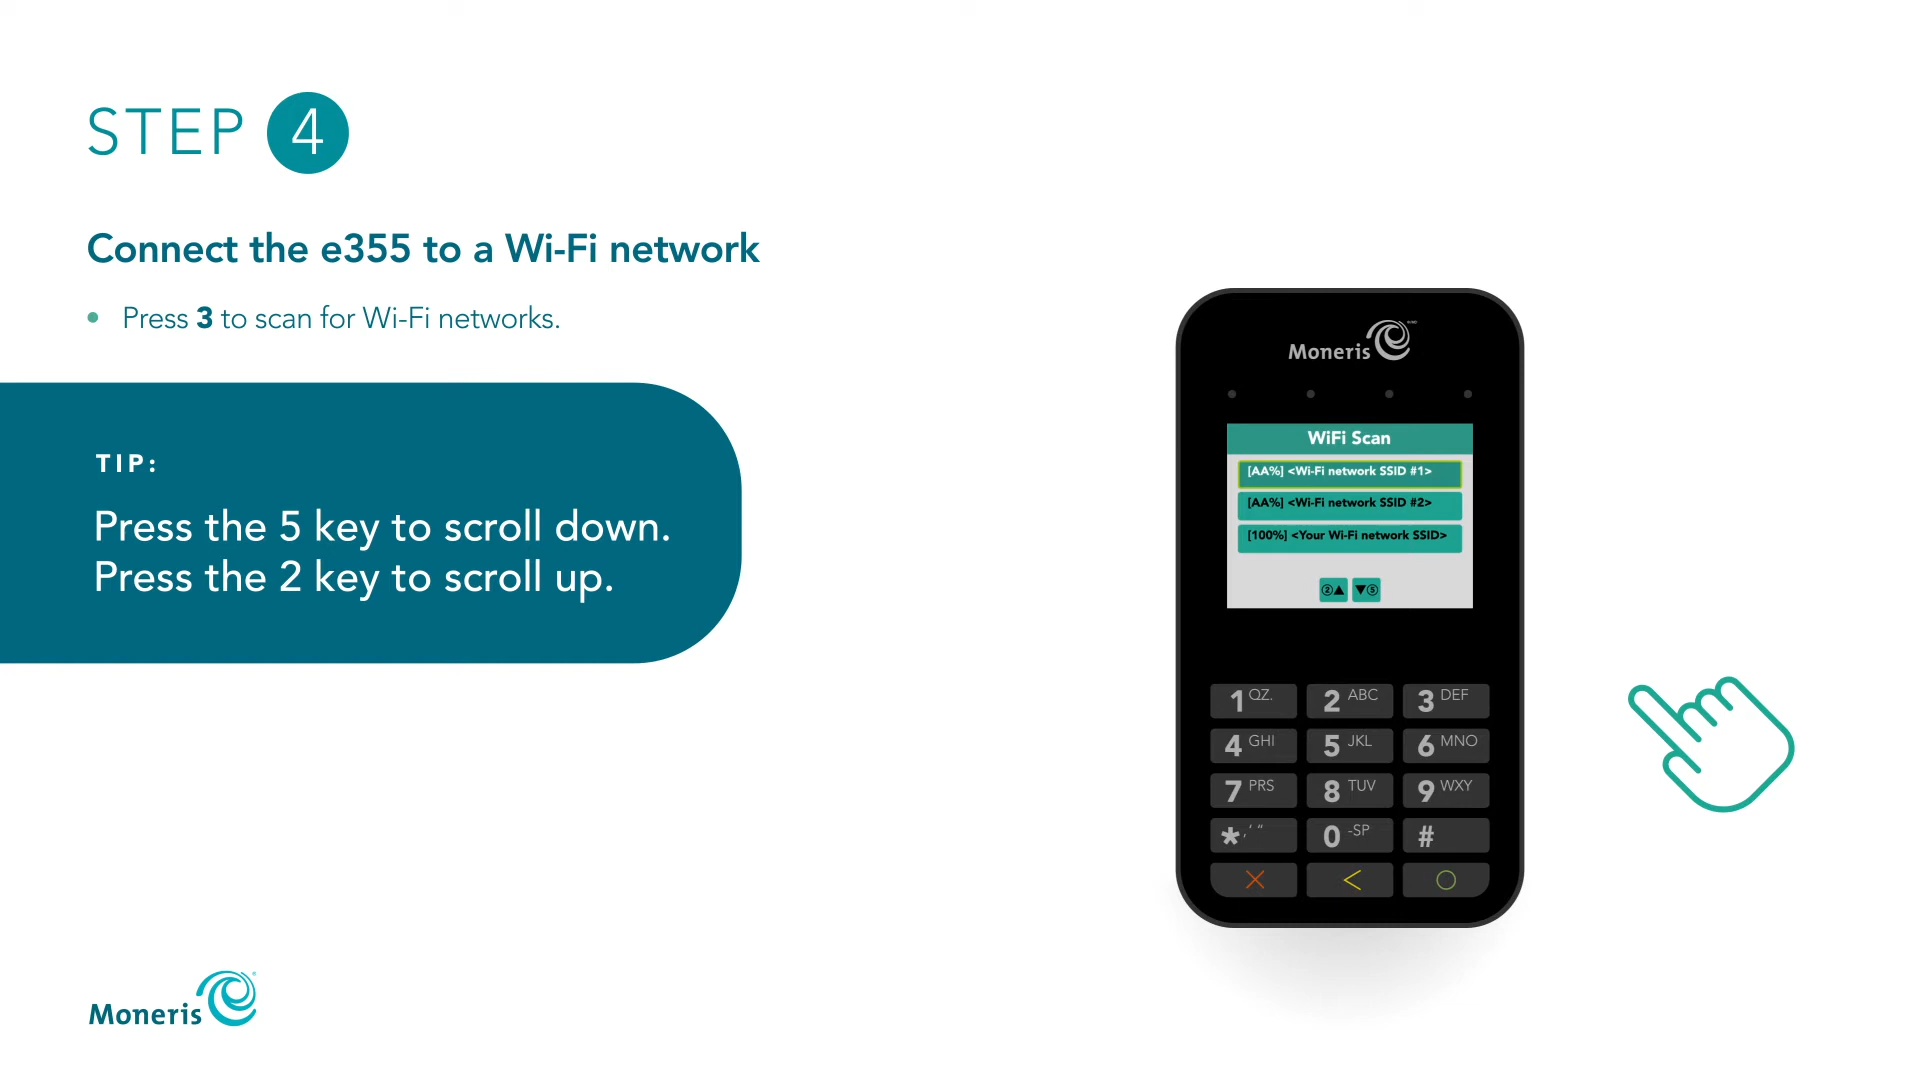 STEP 4
Connect the e355 to a Wi-Fi network
• Press 3 to scan for Wi-Fi networks.
TIP:
Press the 5 key to scroll down.
Press the 2 key to scroll up.
Moneris
WiFi Scan
[AA%] <Wi-Fi network SSID #1>
[AA%] <Wi-Fi network SSID #2>
[100%] <Your Wi-Fi network SSID>
②▲ ▼⑤
1 QZ. 2 ABC 3 DEF
4 GHI 5 JKL 6 MNO
7 PRS 8 TUV 9 WXY
* ,’ “ 0 -SP #
Moneris